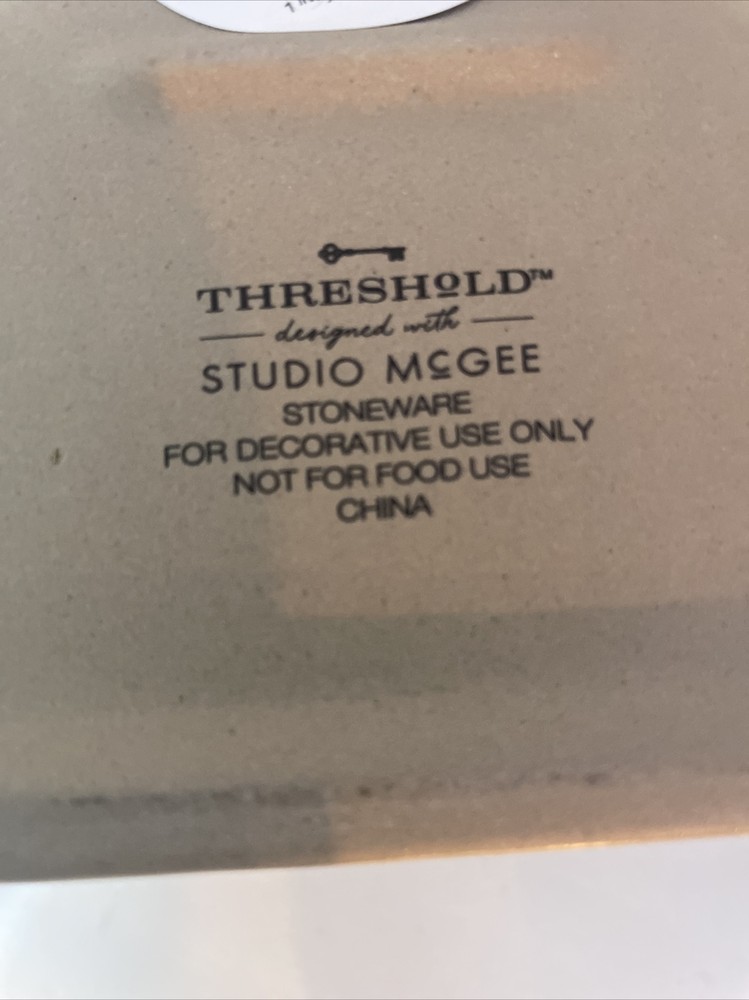 THRESHOLD™
designed with
STUDIO McGEE
STONEWARE
FOR DECORATIVE USE ONLY
NOT FOR FOOD USE
CHINA